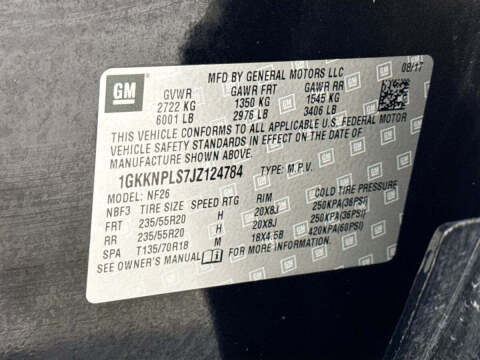 GM
MFD BY GENERAL MOTORS LLC 08/17
GVWR GAWR FRT GAWR RR
2722 KG 1350 KG 1545 KG
6001 LB 2976 LB 3406 LB
THIS VEHICLE CONFORMS TO ALL APPLICABLE U.S. FEDERAL MOTOR
VEHICLE SAFETY STANDARDS IN EFFECT ON THE DATE OF
MANUFACTURE SHOWN ABOVE.
1GKKNPLS7JZ124784 TYPE: M.P.V.
MODEL: NF26
NBF3 TIRE SIZE SPEED RTG RIM COLD TIRE PRESSURE
FRT 235/55R20 H 20X8J 250KPA(36PSI)
RR 235/55R20 H 20X8J 250KPA(36PSI)
SPA T135/70R18 M 18X4.5B 420KPA(60PSI)
SEE OWNER'S MANUAL FOR MORE INFORMATION.